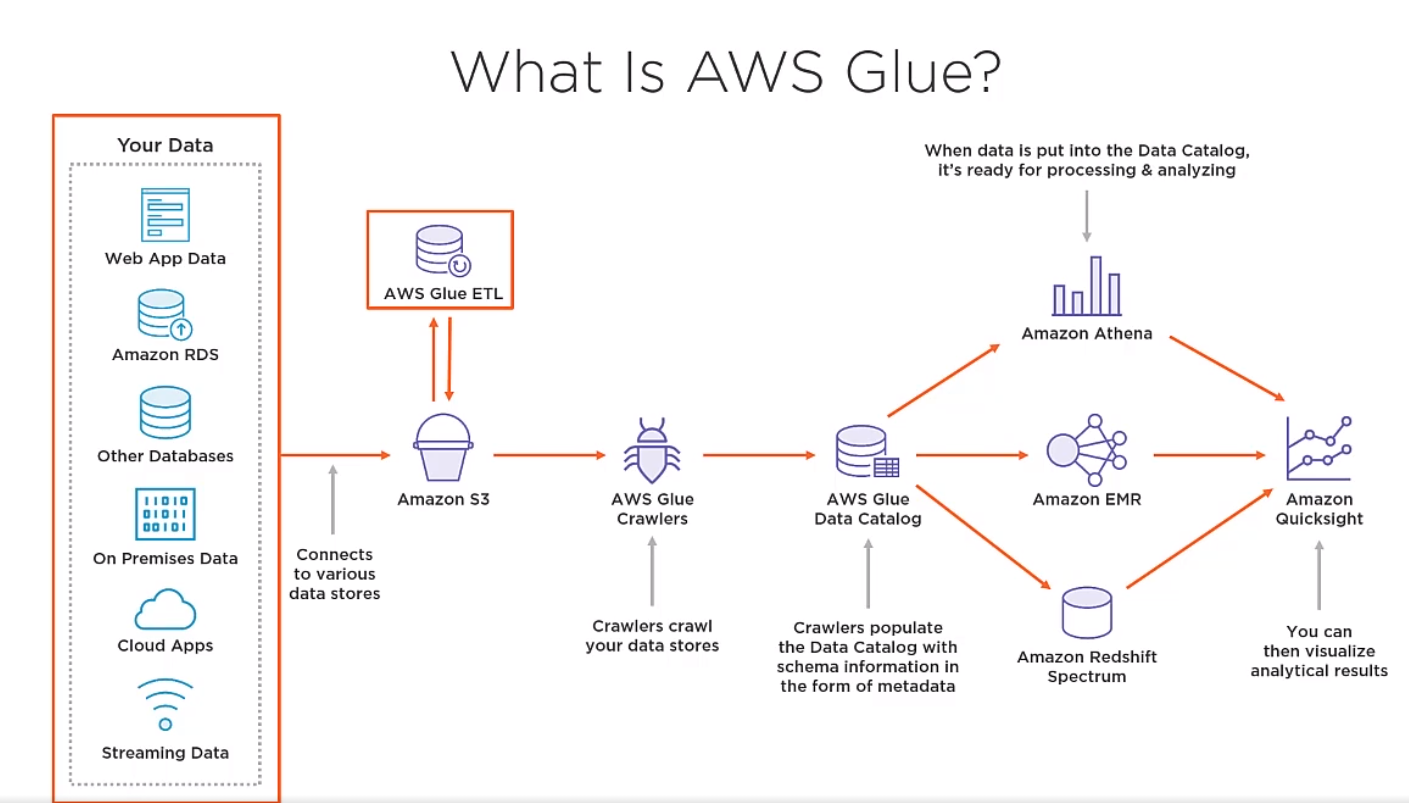 What Is AWS Glue?
Your Data
Web App Data
Amazon RDS
Other Databases
11010
01011
00101
On Premises Data
Cloud Apps
Streaming Data
Connects
to various
data stores
AWS Glue ETL
Amazon S3
AWS Glue
Crawlers
Crawlers crawl
your data stores
AWS Glue
Data Catalog
Crawlers populate
the Data Catalog with
schema information in
the form of metadata
When data is put into the Data Catalog,
it's ready for processing & analyzing
Amazon Athena
Amazon EMR
Amazon Redshift
Spectrum
Amazon
Quicksight
You can
then visualize
analytical results